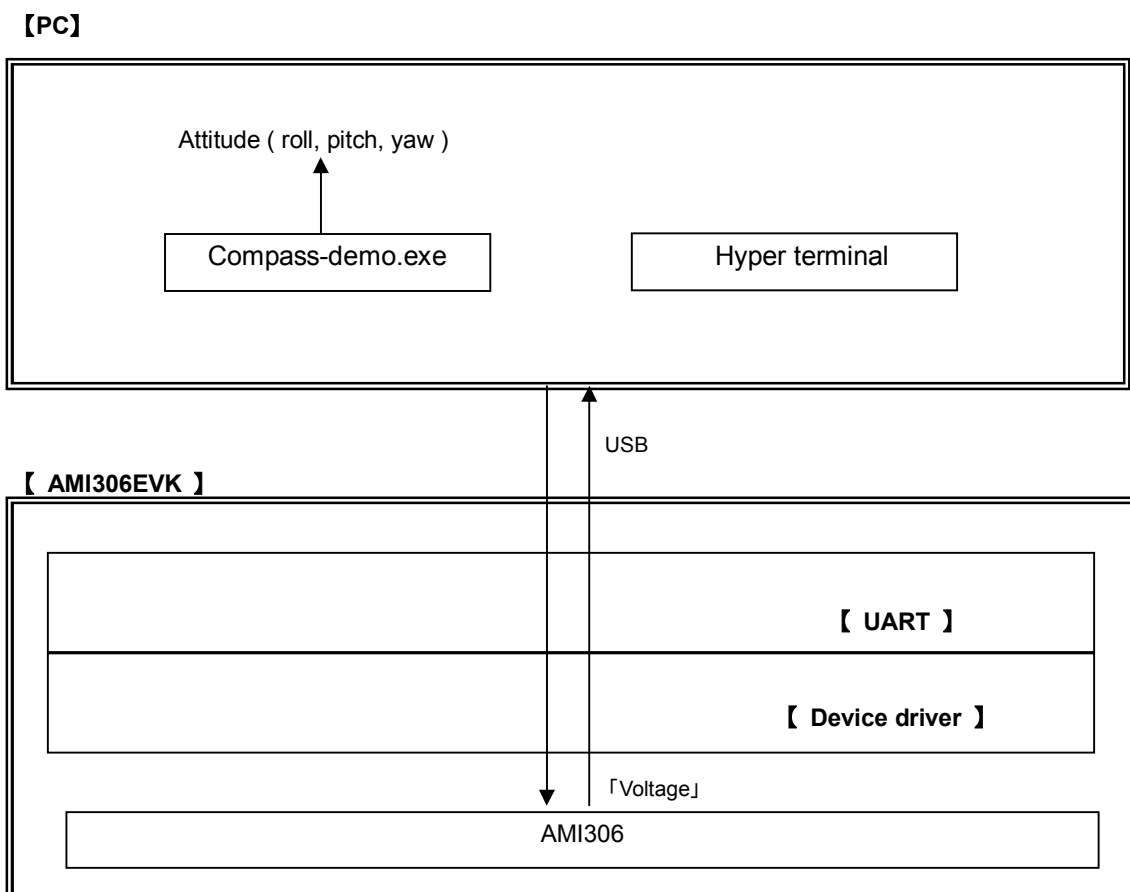 【PC】
Attitude ( roll, pitch, yaw )
Compass-demo.exe
Hyper terminal
USB
【 AMI306EVK 】
【 UART 】
【 Device driver 】
「Voltage」
AMI306